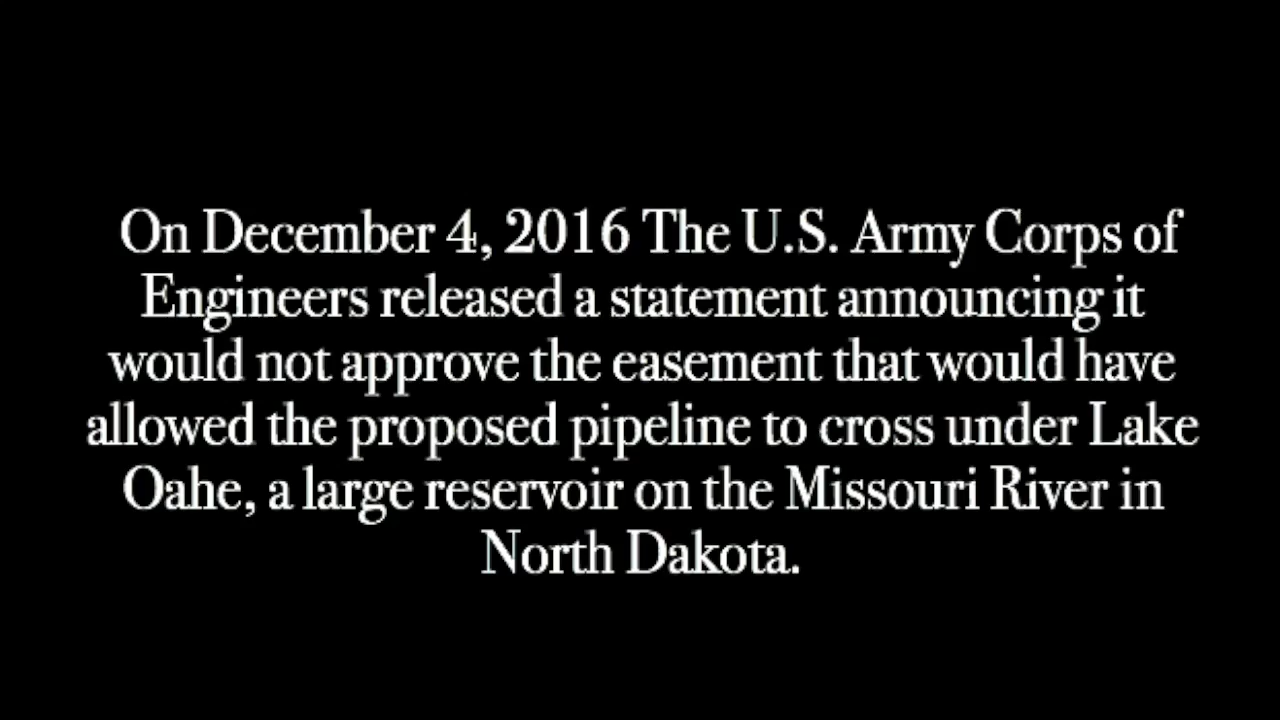 On December 4, 2016 The U.S. Army Corps of
Engineers released a statement announcing it
would not approve the easement that would have
allowed the proposed pipeline to cross under Lake
Oahe, a large reservoir on the Missouri River in
North Dakota.